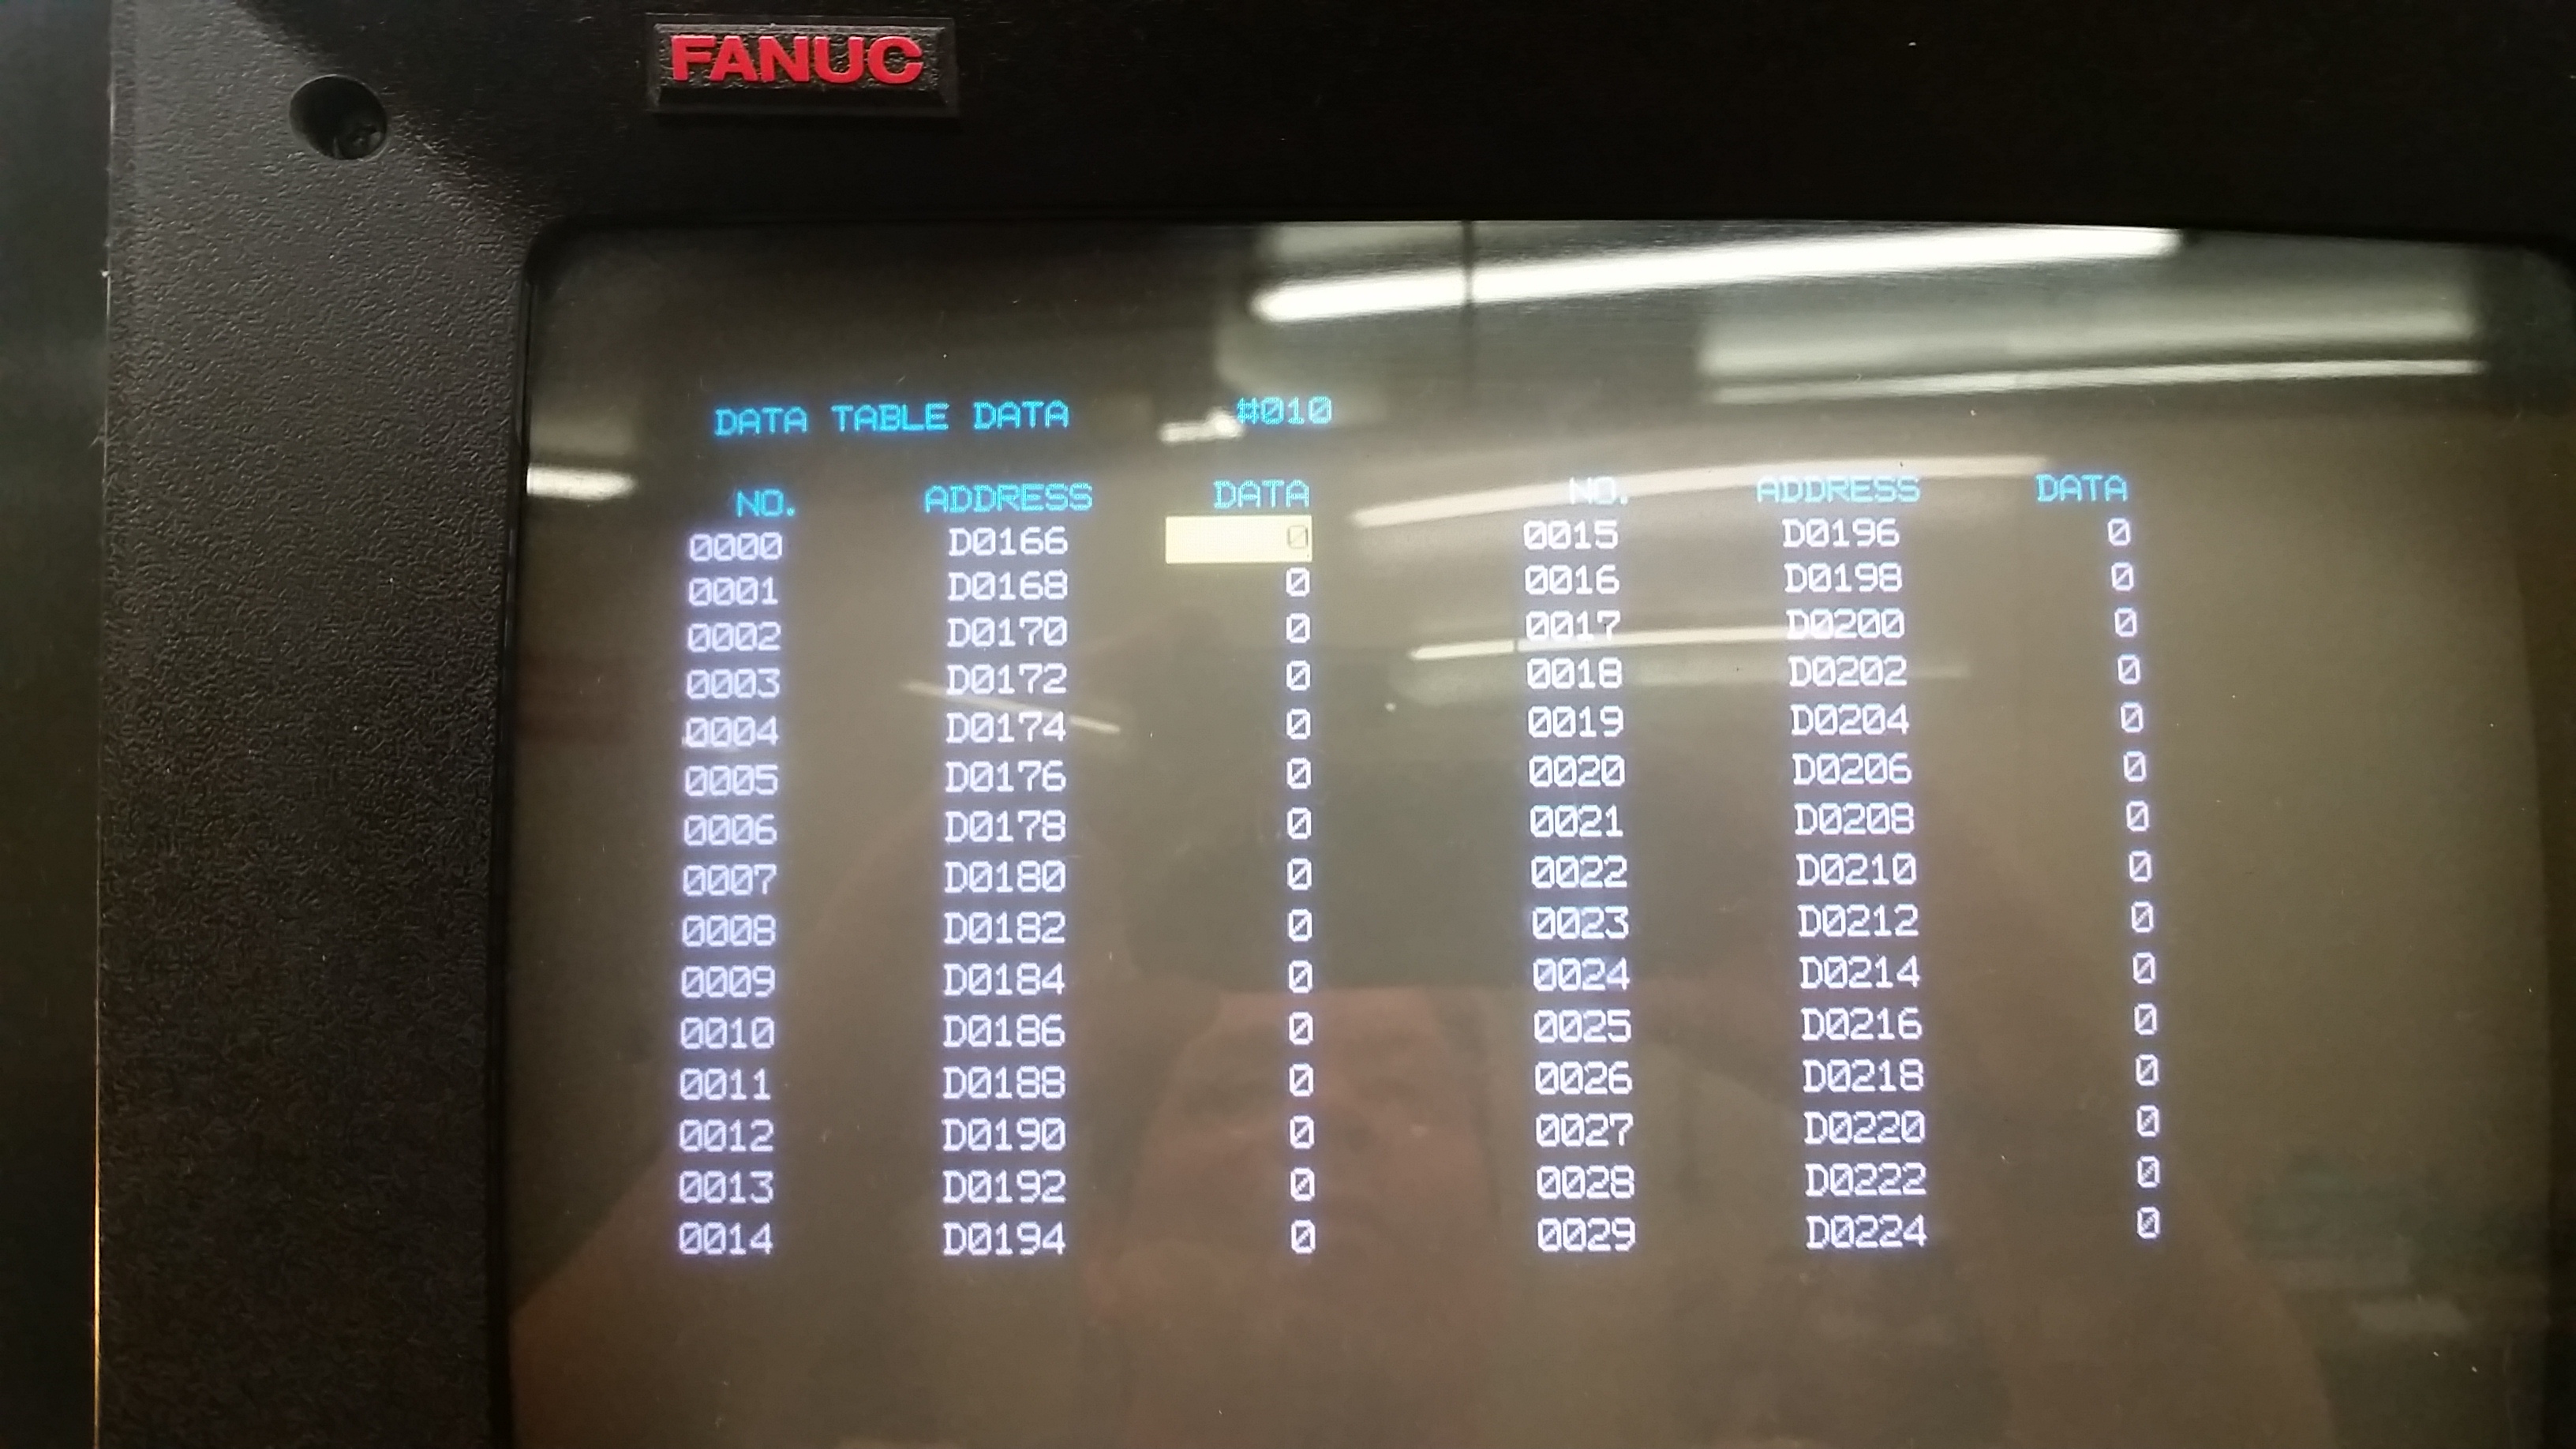 FANUC
DATA TABLE DATA #010
NO. ADDRESS DATA NO. ADDRESS DATA
0000 D0166 0 0015 D0196 0
0001 D0168 0 0016 D0198 0
0002 D0170 0 0017 D0200 0
0003 D0172 0 0018 D0202 0
0004 D0174 0 0019 D0204 0
0005 D0176 0 0020 D0206 0
0006 D0178 0 0021 D0208 0
0007 D0180 0 0022 D0210 0
0008 D0182 0 0023 D0212 0
0009 D0184 0 0024 D0214 0
0010 D0186 0 0025 D0216 0
0011 D0188 0 0026 D0218 0
0012 D0190 0 0027 D0220 0
0013 D0192 0 0028 D0222 0
0014 D0194 0 0029 D0224 0